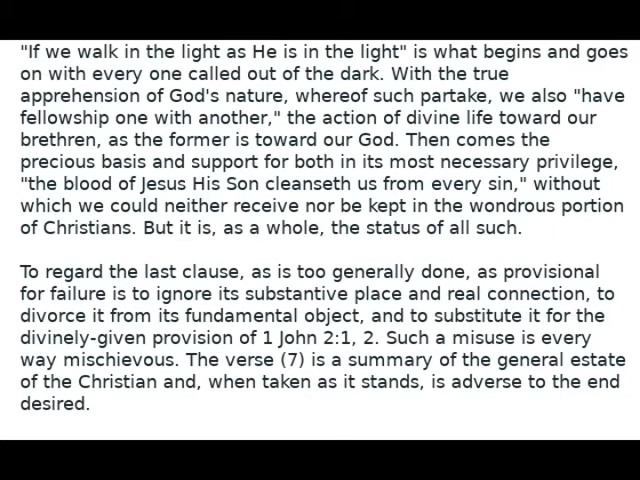 "If we walk in the light as He is in the light" is what begins and goes
on with every one called out of the dark. With the true
apprehension of God's nature, whereof such partake, we also "have
fellowship one with another," the action of divine life toward our
brethren, as the former is toward our God. Then comes the
precious basis and support for both in its most necessary privilege,
"the blood of Jesus His Son cleanseth us from every sin," without
which we could neither receive nor be kept in the wondrous portion
of Christians. But it is, as a whole, the status of all such.
To regard the last clause, as is too generally done, as provisional
for failure is to ignore its substantive place and real connection, to
divorce it from its fundamental object, and to substitute it for the
divinely-given provision of 1 John 2:1, 2. Such a misuse is every
way mischievous. The verse (7) is a summary of the general estate
of the Christian and, when taken as it stands, is adverse to the end
desired.